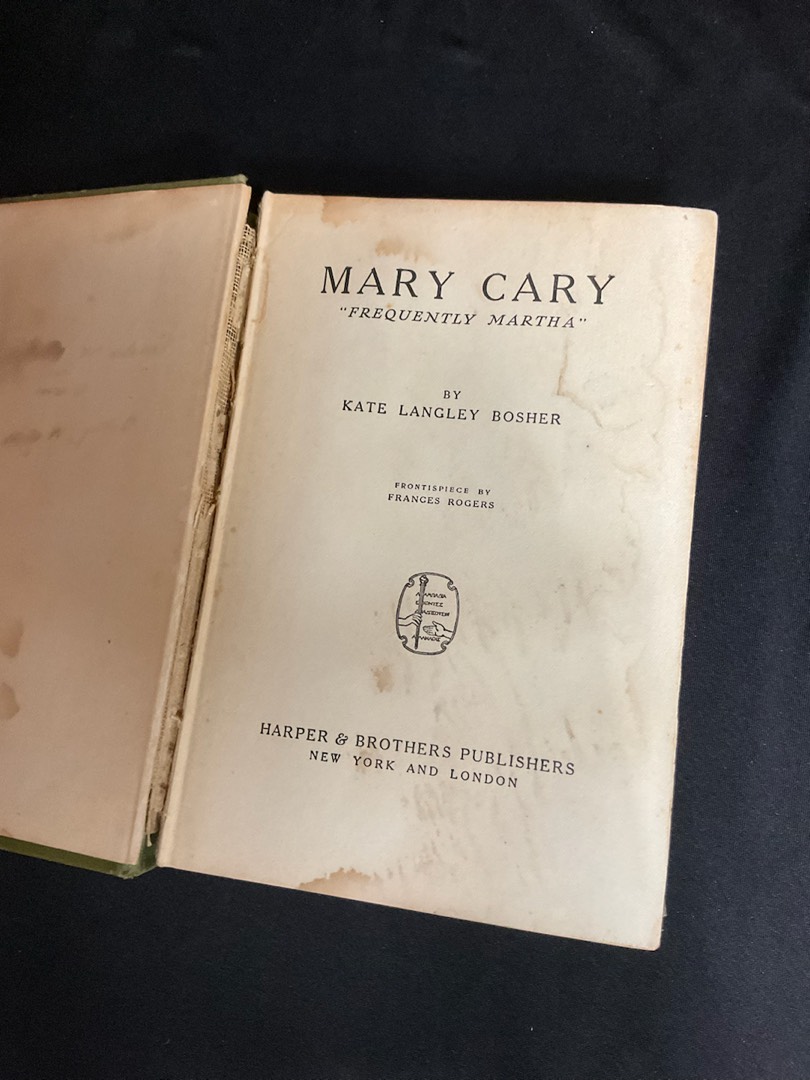 MARY CARY
"FREQUENTLY MARTHA"
BY
KATE LANGLEY BOSHER
FRONTISPIECE BY
FRANCES ROGERS
HARPER & BROTHERS PUBLISHERS
NEW YORK AND LONDON